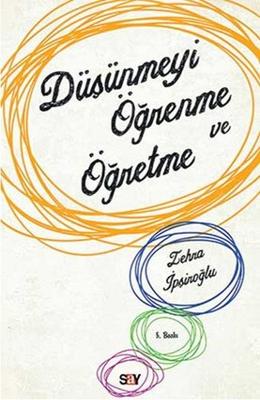 Düşünmeyi
Öğrenme
ve
Öğretme
Zehra
İpşiroğlu
5. Baskı
say